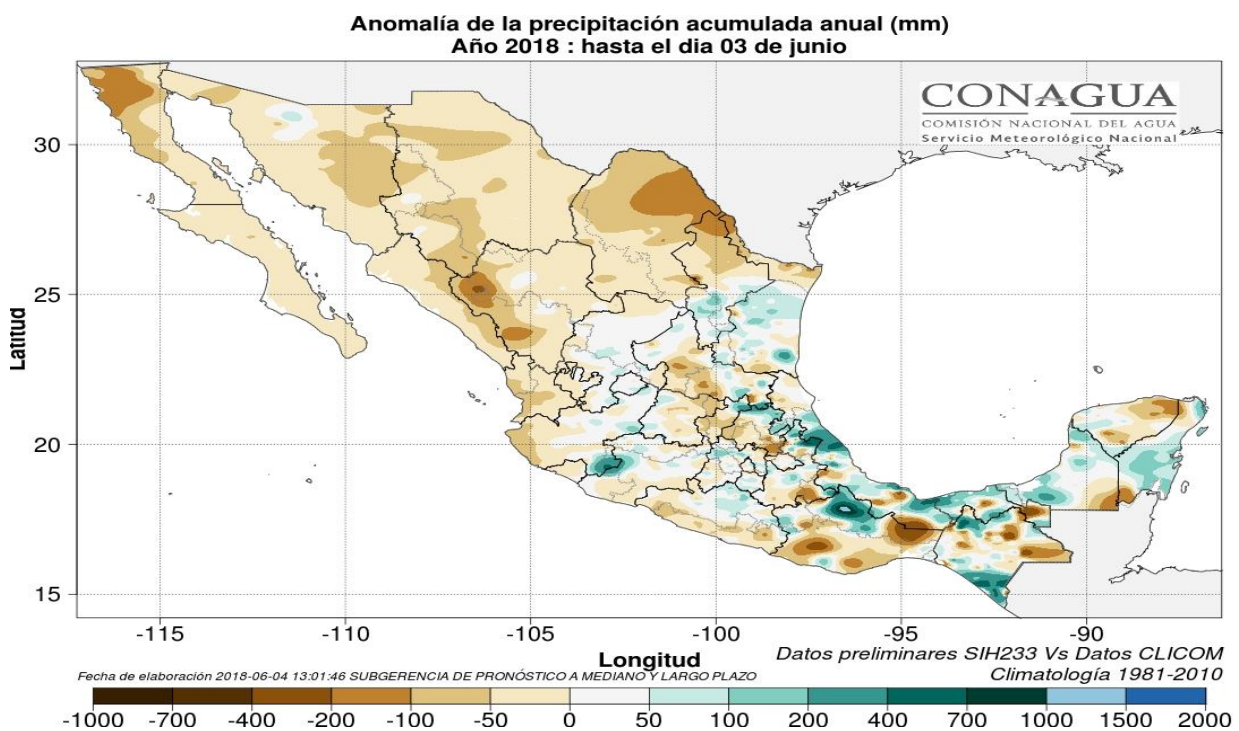 Anomalía de la precipitación acumulada anual (mm)
Año 2018 : hasta el dia 03 de junio
CONAGUA
COMISIÓN NACIONAL DEL AGUA
Servicio Meteorológico Nacional
30
25
20
15
Latitud
-115 -110 -105 -100 -95 -90
Longitud
Datos preliminares SIH233 Vs Datos CLICOM
Climatología 1981-2010
Fecha de elaboración 2018-06-04 13:01:46 SUBGERENCIA DE PRONÓSTICO A MEDIANO Y LARGO PLAZO
-1000 -700 -400 -200 -100 -50 0 50 100 200 400 700 1000 1500 2000